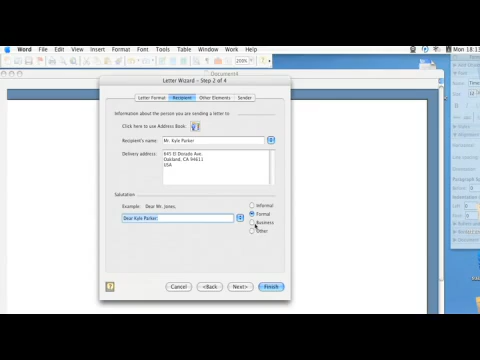 Word File Edit View Insert Format Font Tools Table Window Work Help
Mon 18:1
200%
Document4
Letter Wizard - Step 2 of 4
Letter Format Recipient Other Elements Sender
Information about the person you are sending a letter to
Click here to use Address Book:
Recipient's name: Mr. Kyle Parker
Delivery address: 845 El Dorado Ave.
Oakland, CA 94611
USA
Salutation
Example: Dear Mr. Jones,
Dear Kyle Parker
Informal
Formal
Business
Other
Cancel <Back Next> Finish